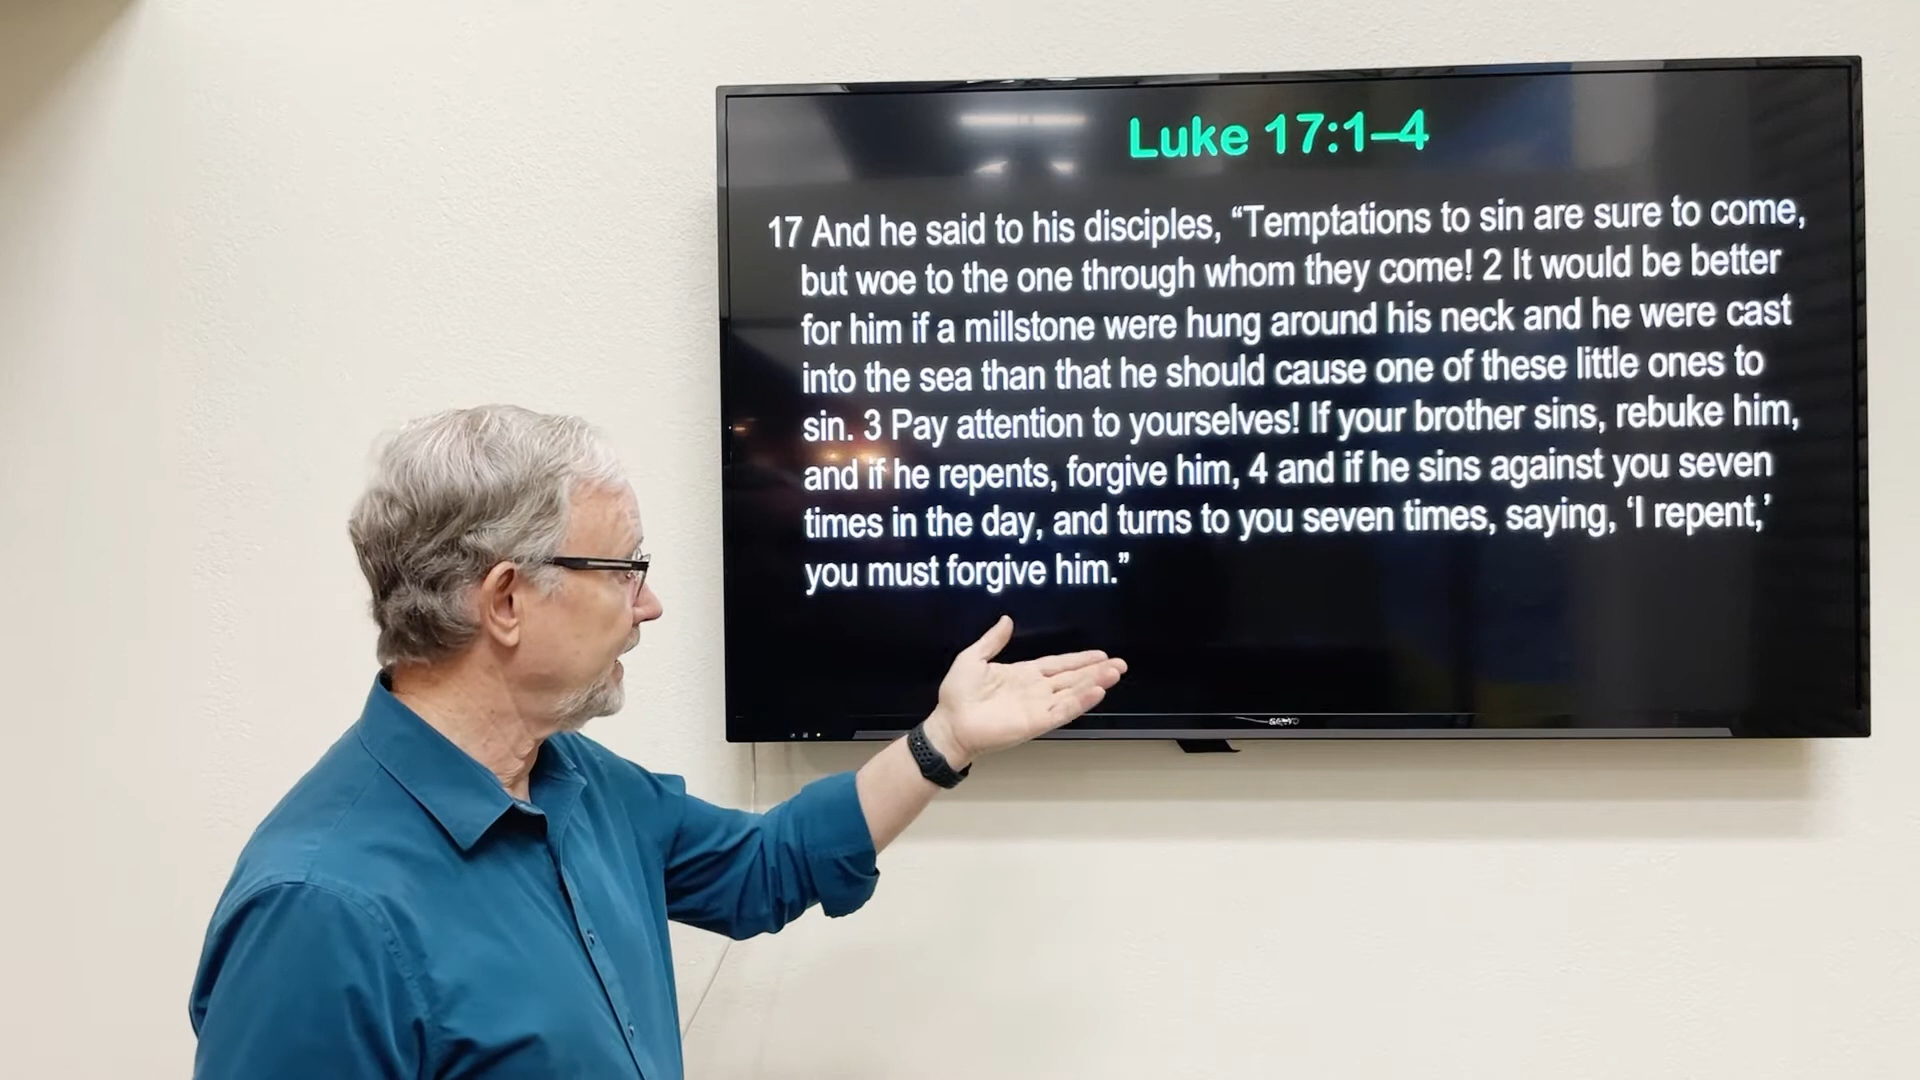 Luke 17:1–4
17 And he said to his disciples, “Temptations to sin are sure to come,
but woe to the one through whom they come! 2 It would be better
for him if a millstone were hung around his neck and he were cast
into the sea than that he should cause one of these little ones to
sin. 3 Pay attention to yourselves! If your brother sins, rebuke him,
and if he repents, forgive him, 4 and if he sins against you seven
times in the day, and turns to you seven times, saying, ‘I repent,’
you must forgive him.”
SANYO